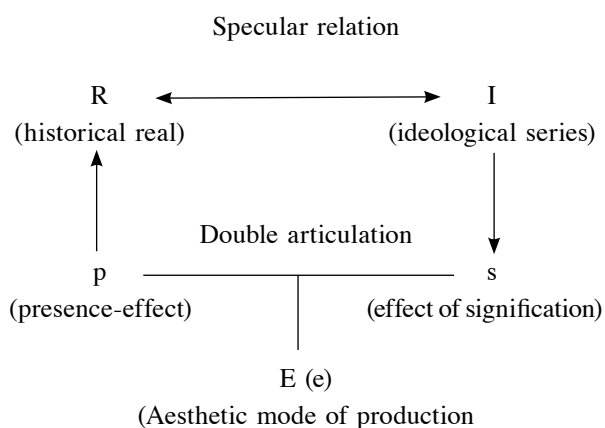 Specular relation
R I
(historical real) (ideological series)
Double articulation
p s
(presence-effect) (effect of signification)
E (e)
(Aesthetic mode of production